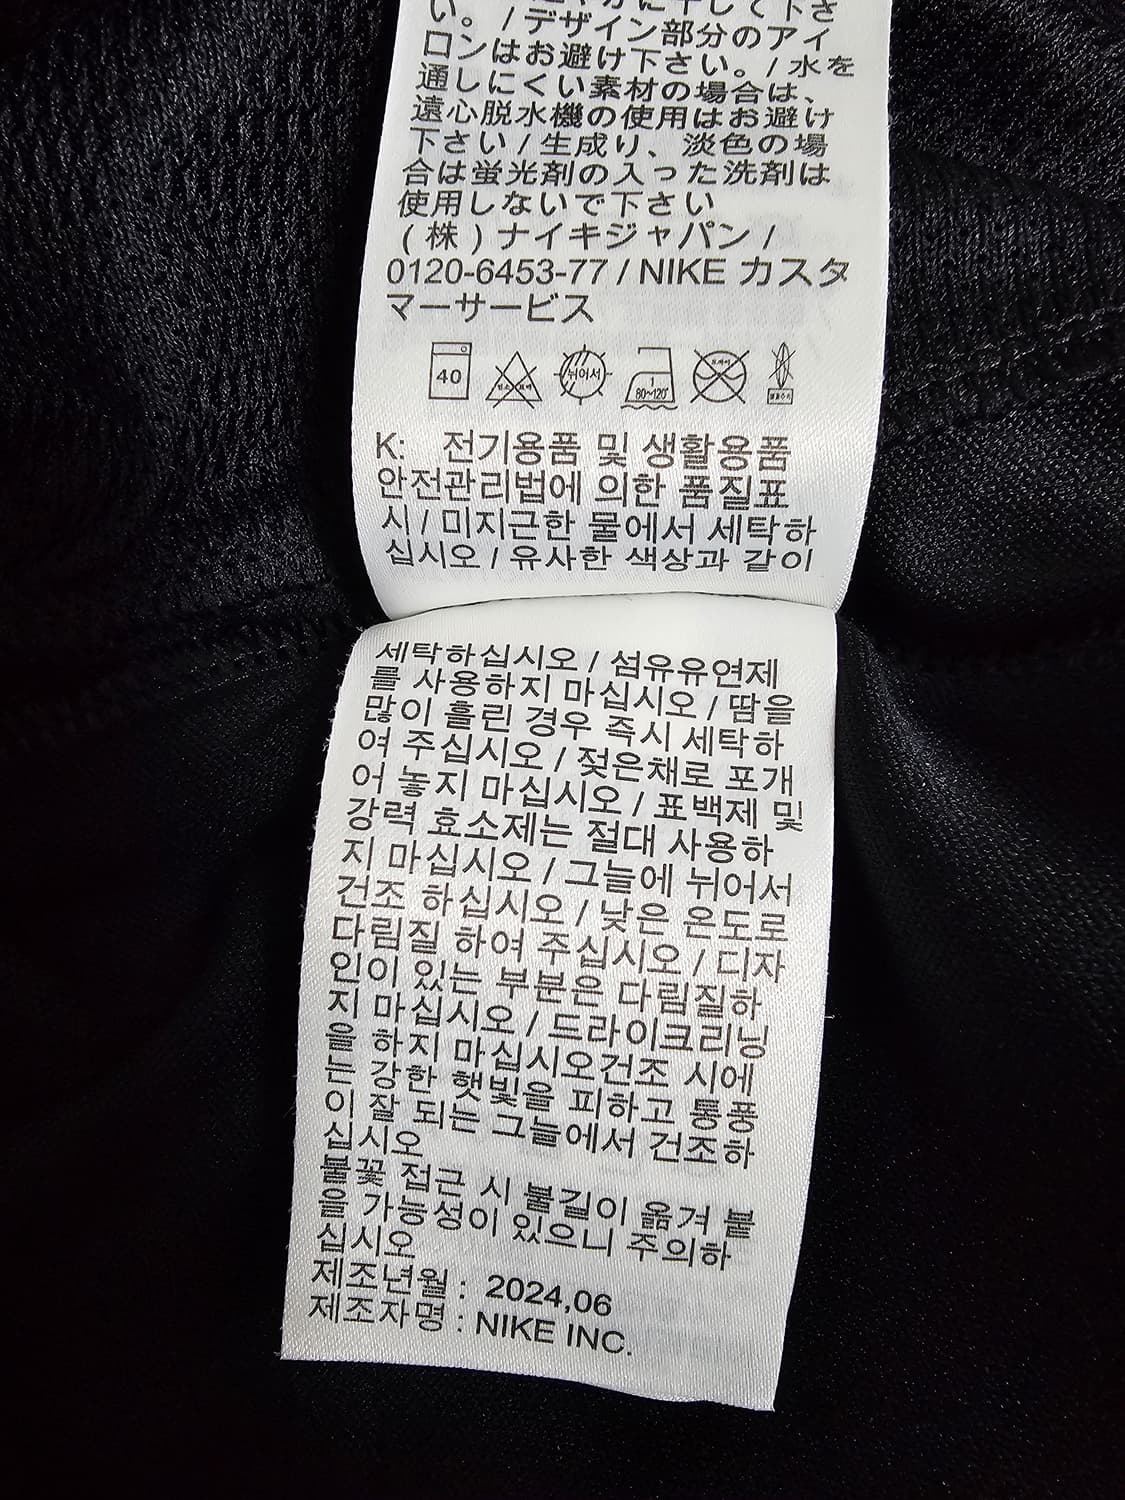 い。/ デザイン部分のアイ
ロンはお避け下さい。/ 水を
通しにくい素材の場合は、
遠心脱水機の使用はお避け
下さい / 生成り、淡色の場
合は蛍光剤の入った洗剤は
使用しないで下さい
( 株 ) ナイキジャパン /
0120-6453-77 / NIKE カスタ
マーサービス
40 뉘어서 1 80~120°
K: 전기용품 및 생활용품
안전관리법에 의한 품질표
시 / 미지근한 물에서 세탁하
십시오 / 유사한 색상과 같이
세탁하십시오 / 섬유유연제
를 사용하지 마십시오 / 땀을
많이 흘린 경우 즉시 세탁하
여 주십시오 / 젖은채로 포개
어 놓지 마십시오 / 표백제 및
강력 효소제는 절대 사용하
지 마십시오 / 그늘에 뉘어서
건조 하십시오 / 낮은 온도로
다림질 하여 주십시오 / 디자
인이 있는 부분은 다림질하
지 마십시오 / 드라이크리닝
을 하지 마십시오건조 시에
는 강한 햇빛을 피하고 통풍
이 잘 되는 그늘에서 건조하
십시오
불꽃 접근 시 불길이 옮겨 붙
을 가능성이 있으니 주의하
십시오
제조년월 : 2024,06
제조자명 : NIKE INC.